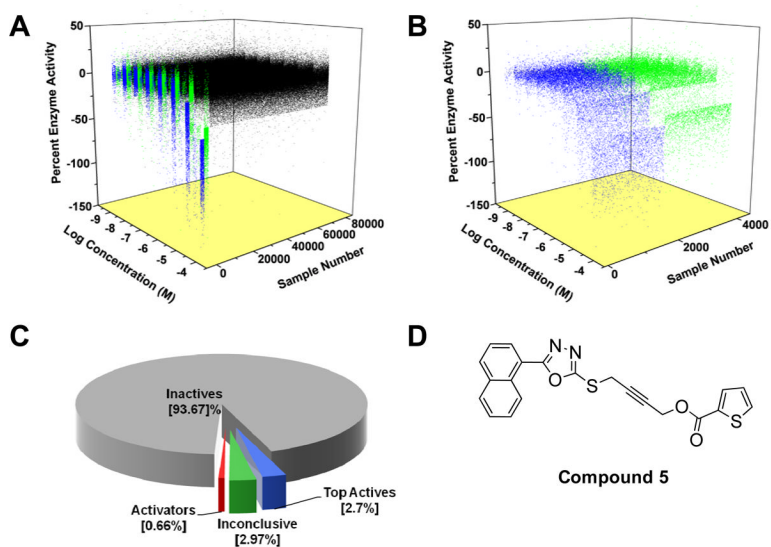 A
50
0
-50
-100
-150
Percent Enzyme Activity
-9
-8
-7
-6
-5
-4
Log Concentration (M)
0
20000
40000
60000
80000
Sample Number
B
50
0
-50
-100
-150
Percent Enzyme Activity
-9
-8
-7
-6
-5
-4
Log Concentration (M)
0
2000
4000
Sample Number
C
Inactives
[93.67]%
Activators
[0.66%]
Inconclusive
[2.97%]
Top Actives
[2.7%]
D
N N
O
S
O
O
S
Compound 5